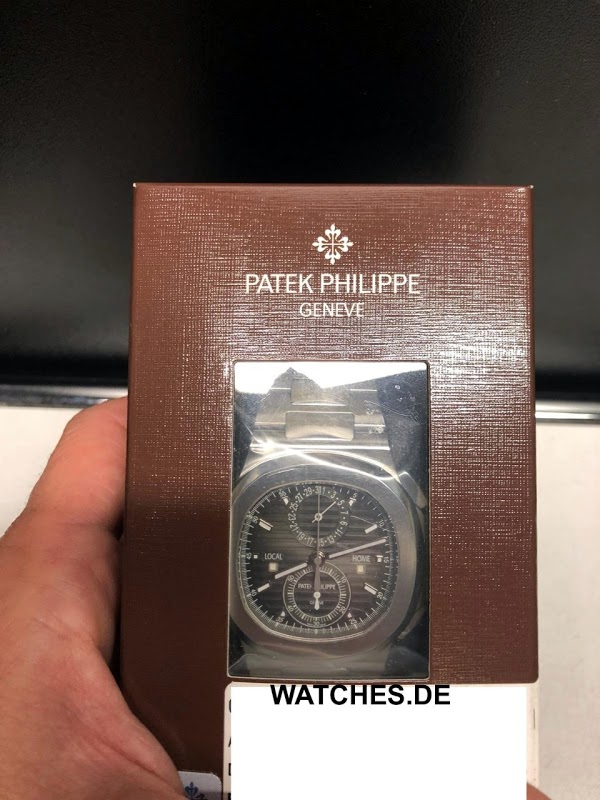 PATEK PHILIPPE
GENEVE
LOCAL
HOME
PATEK PHILIPPE
WATCHES.DE